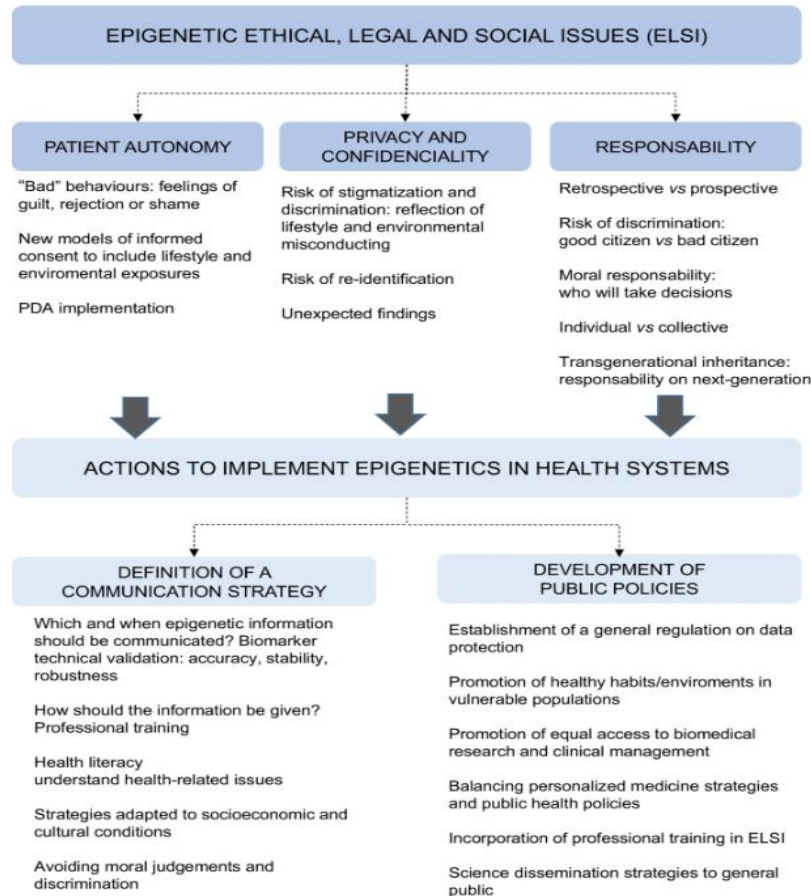 EPIGENETIC ETHICAL, LEGAL AND SOCIAL ISSUES (ELSI)
PATIENT AUTONOMY
"Bad" behaviours: feelings of
guilt, rejection or shame
New models of informed
consent to include lifestyle and
enviromental exposures
PDA implementation
PRIVACY AND
CONFIDENCIALITY
Risk of stigmatization and
discrimination: reflection of
lifestyle and environmental
misconducting
Risk of re-identification
Unexpected findings
RESPONSABILITY
Retrospective vs prospective
Risk of discrimination:
good citizen vs bad citizen
Moral responsability:
who will take decisions
Individual vs collective
Transgenerational inheritance:
responsability on next-generation
ACTIONS TO IMPLEMENT EPIGENETICS IN HEALTH SYSTEMS
DEFINITION OF A
COMMUNICATION STRATEGY
Which and when epigenetic information
should be communicated? Biomarker
technical validation: accuracy, stability,
robustness
How should the information be given?
Professional training
Health literacy
understand health-related issues
Strategies adapted to socioeconomic and
cultural conditions
Avoiding moral judgements and
discrimination
DEVELOPMENT OF
PUBLIC POLICIES
Establishment of a general regulation on data
protection
Promotion of healthy habits/enviroments in
vulnerable populations
Promotion of equal access to biomedical
research and clinical management
Balancing personalized medicine strategies
and public health policies
Incorporation of professional training in ELSI
Science dissemination strategies to general
public